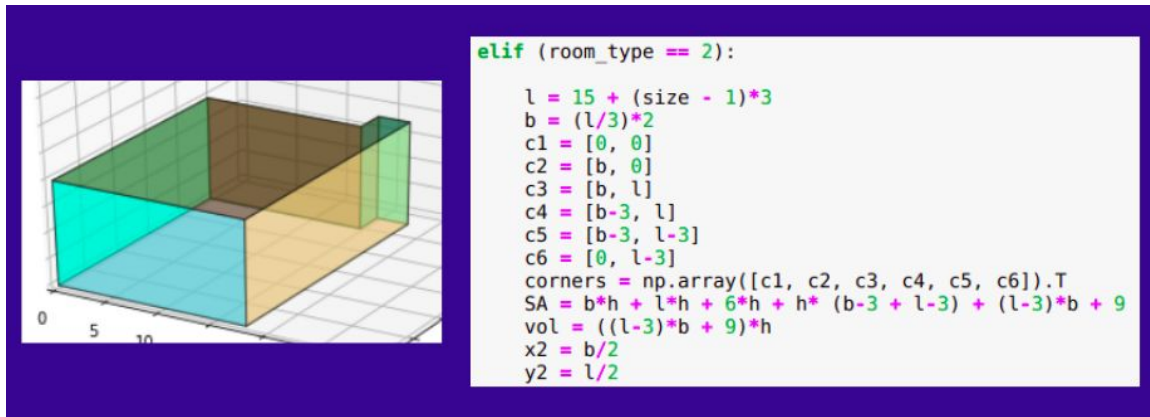 0
5
10
elif (room_type == 2):
l = 15 + (size - 1)*3
b = (l/3)*2
c1 = [0, 0]
c2 = [b, 0]
c3 = [b, l]
c4 = [b-3, l]
c5 = [b-3, l-3]
c6 = [0, l-3]
corners = np.array([c1, c2, c3, c4, c5, c6]).T
SA = b*h + l*h + 6*h + h* (b-3 + l-3) + (l-3)*b + 9
vol = ((l-3)*b + 9)*h
x2 = b/2
y2 = l/2